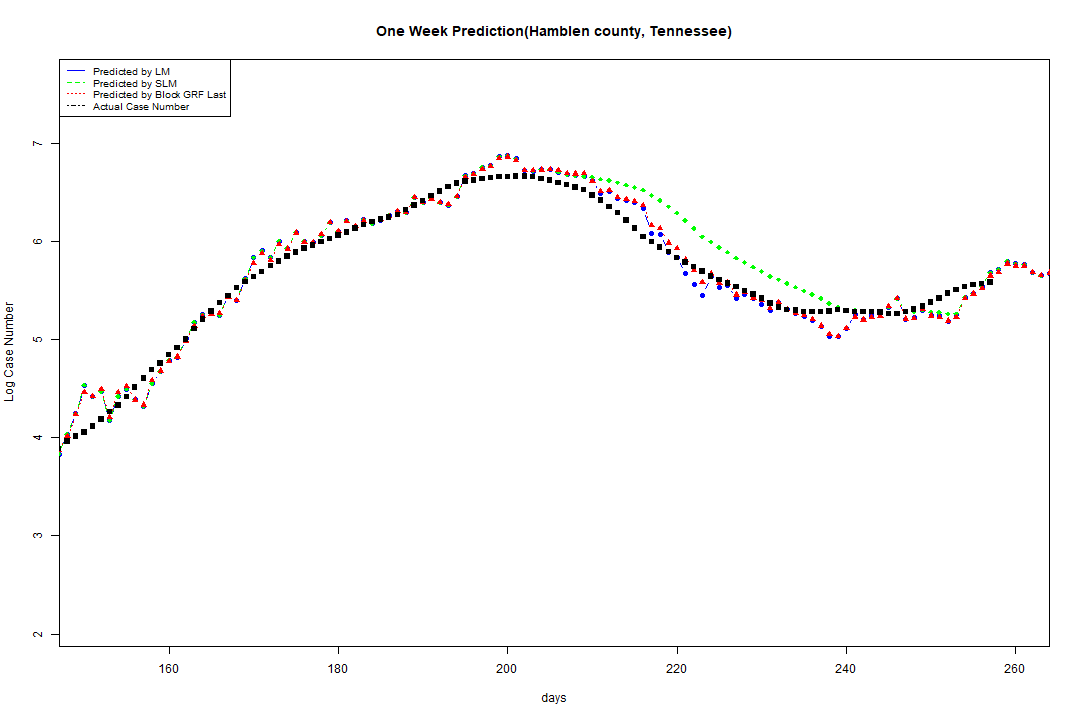 One Week Prediction(Hamblen county, Tennessee)
Predicted by LM
Predicted by SLM
Predicted by Block GRF Last
Actual Case Number
7
6
5
4
3
2
Log Case Number
160 180 200 220 240 260
days